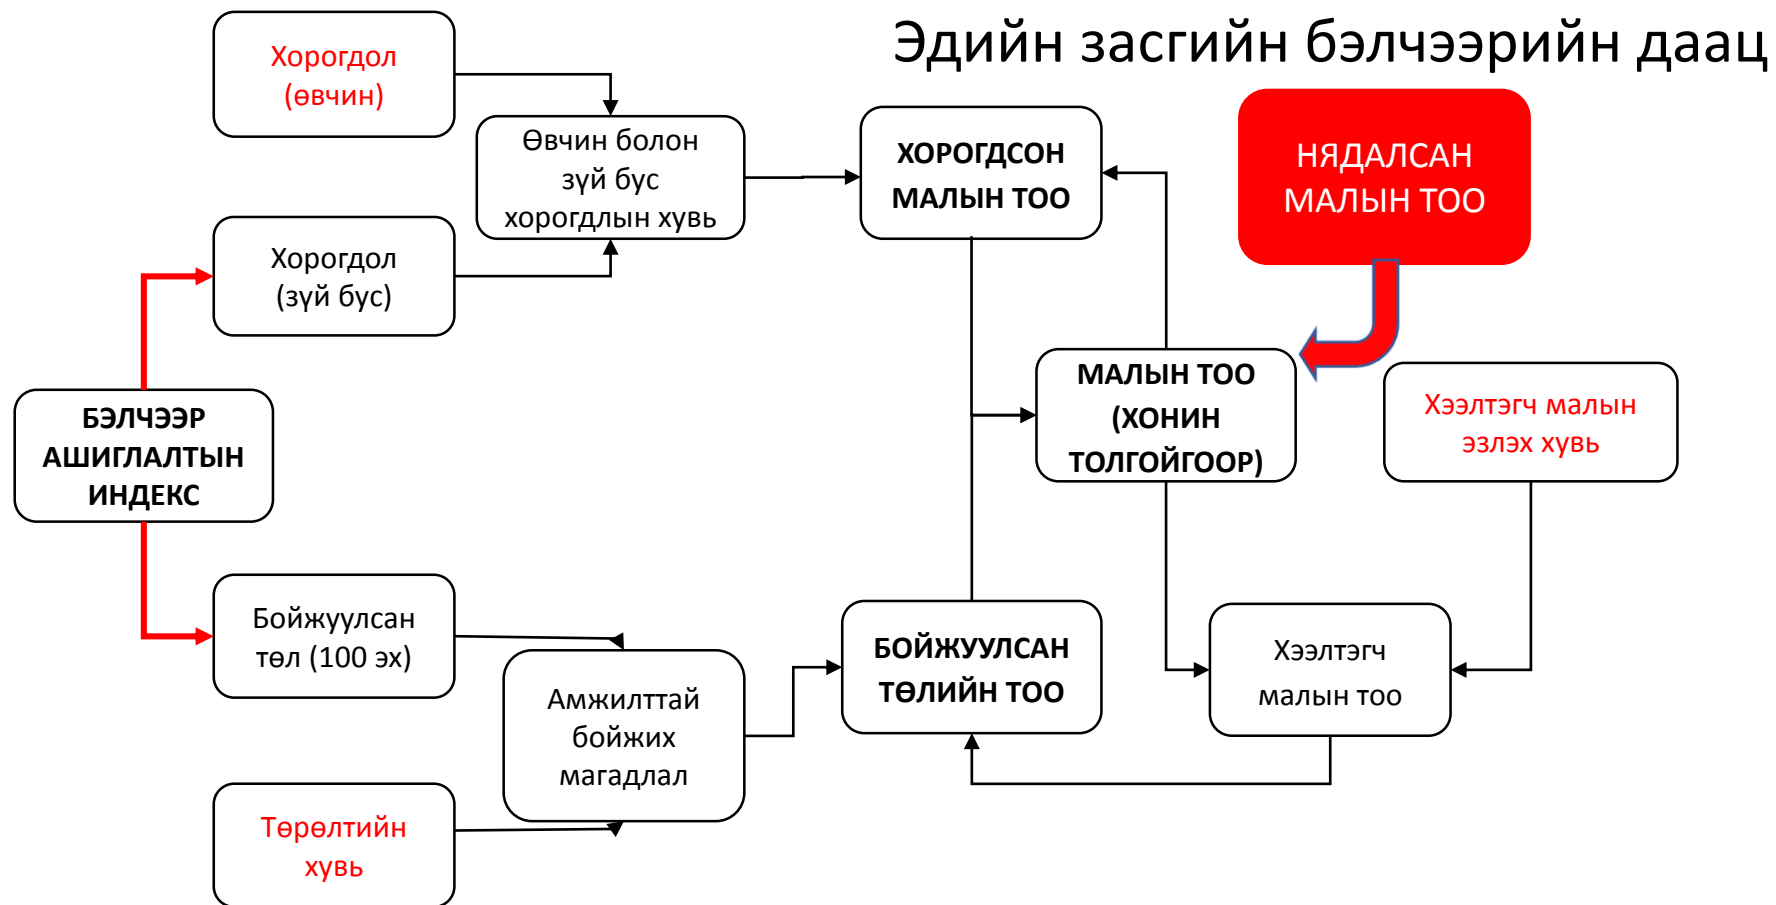 Эдийн засгийн бэлчээрийн даац
Хорогдол
(өвчин)
Өвчин болон
зүй бус
хорогдлын хувь
ХОРОГДСОН
МАЛЫН ТОО
НЯДАЛСАН
МАЛЫН ТОО
Хорогдол
(зүй бус)
БЭЛЧЭЭР
АШИГЛАЛТЫН
ИНДЕКС
МАЛЫН ТОО
(ХОНИН
ТОЛГОЙГООР)
Хээлтэгч малын
эзлэх хувь
Бойжуулсан
төл (100 эх)
Амжилттай
бойжих
магадлал
БОЙЖУУЛСАН
ТӨЛИЙН ТОО
Хээлтэгч
малын тоо
Төрөлтийн
хувь